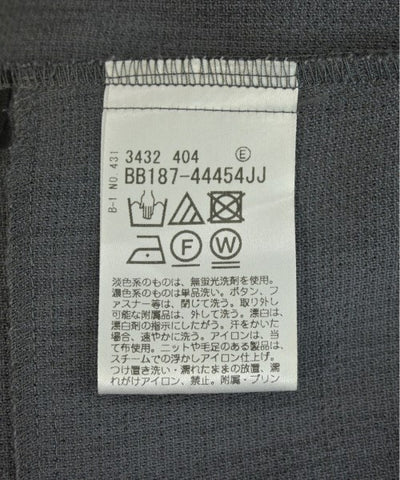 B-1 NO.431
3432 404 E
BB187-44454JJ
F W
淡色系のものは、無蛍光洗剤を使用。
濃色系のものは単品洗い。ボタン、フ
ァスナー等は、閉じて洗う。取り外し
可能な附属品は、外して洗う。漂白は、
漂白剤の指示にしたがう。汗をかいた
場合、速やかに洗う。アイロンは、当
て布使用。ニットや毛足のある製品は、
スチームでの浮かしアイロン仕上げ。
つけ置き洗い・濡れたままの放置、濡
れがけアイロン、禁止。附属・プリン